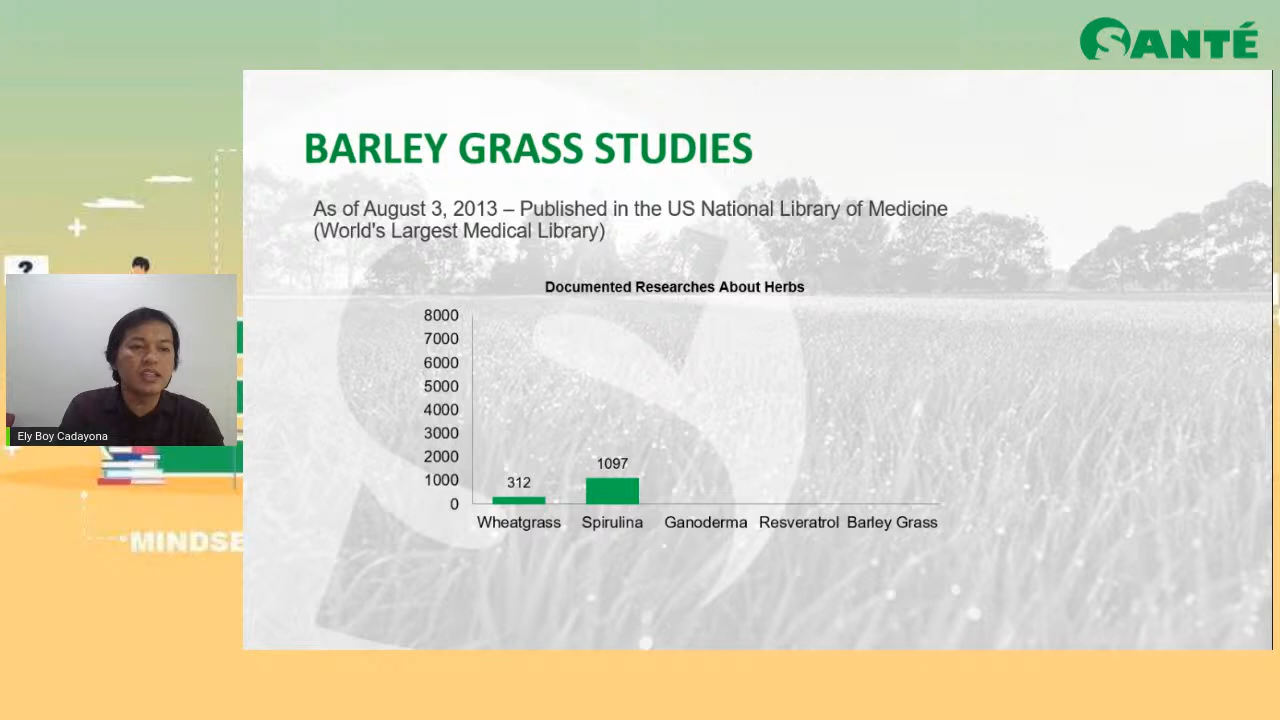 SANTÉ
BARLEY GRASS STUDIES
As of August 3, 2013 – Published in the US National Library of Medicine
(World's Largest Medical Library)
?
Documented Researches About Herbs
8000
7000
6000
5000
4000
3000
2000
1000
0
312
1097
Wheatgrass Spirulina Ganoderma Resveratrol Barley Grass
Ely Boy Cadayona
MINDSE